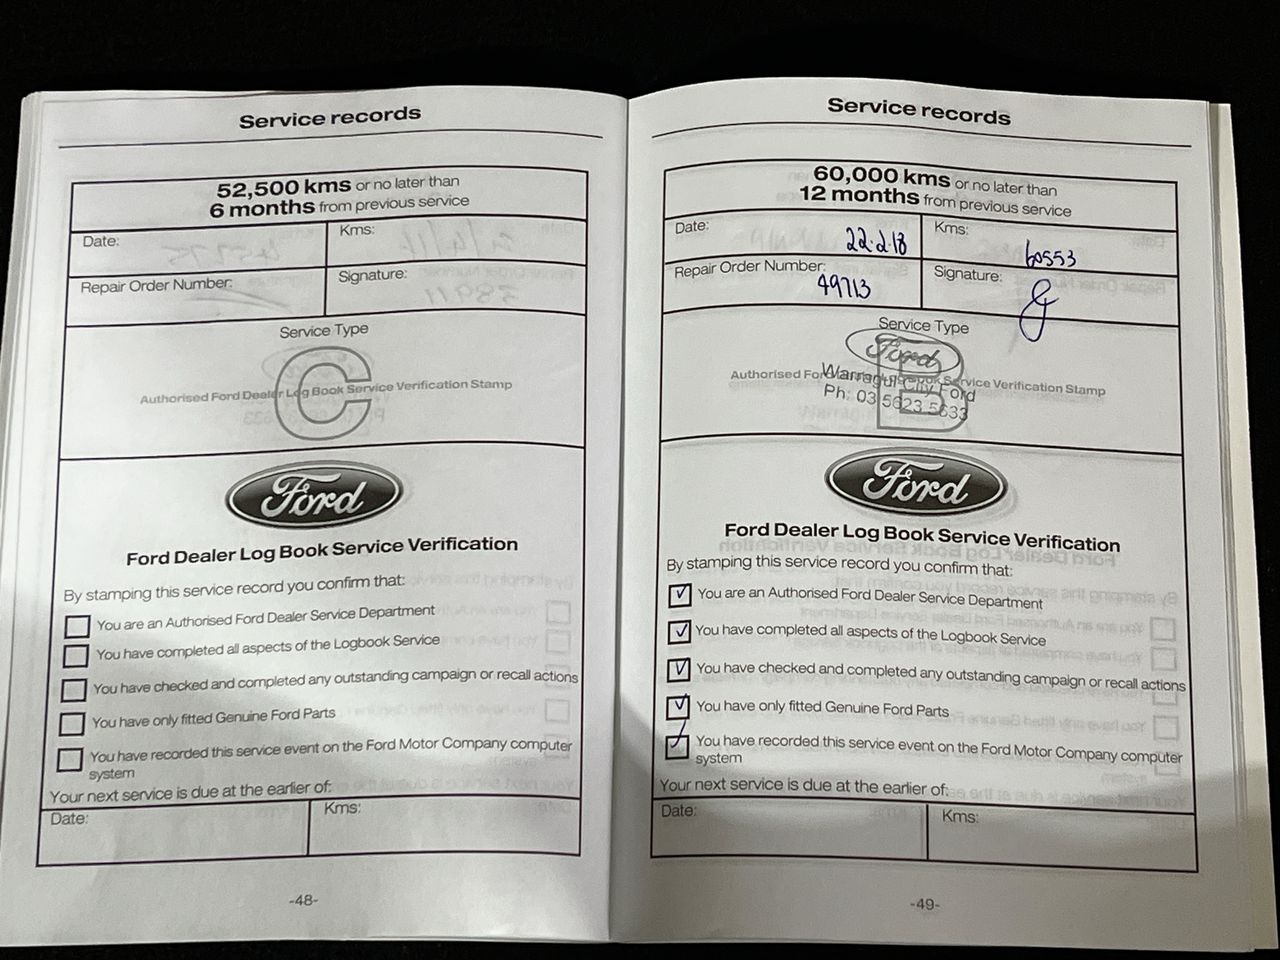 Service records
52,500 kms or no later than
6 months from previous service
Date:
Kms:
Repair Order Number:
Signature:
Service Type
C
Authorised Ford Dealer Log Book Service Verification Stamp
Ford
Ford Dealer Log Book Service Verification
By stamping this service record you confirm that:
You are an Authorised Ford Dealer Service Department
You have completed all aspects of the Logbook Service
You have checked and completed any outstanding campaign or recall actions
You have only fitted Genuine Ford Parts
You have recorded this service event on the Ford Motor Company computer
system
Your next service is due at the earlier of:
Date:
Kms:
-48-
Service records
60,000 kms or no later than
12 months from previous service
Date: 22.2.18
Kms: 60553
Repair Order Number: 49713
Signature:
Service Type
B
Ford
Authorised Ford Service Verification Stamp
Warragul City Ford
Ph: 03 5623 5633
Ford
Ford Dealer Log Book Service Verification
By stamping this service record you confirm that:
You are an Authorised Ford Dealer Service Department
You have completed all aspects of the Logbook Service
You have checked and completed any outstanding campaign or recall actions
You have only fitted Genuine Ford Parts
You have recorded this service event on the Ford Motor Company computer
system
Your next service is due at the earlier of:
Date:
Kms:
-49-